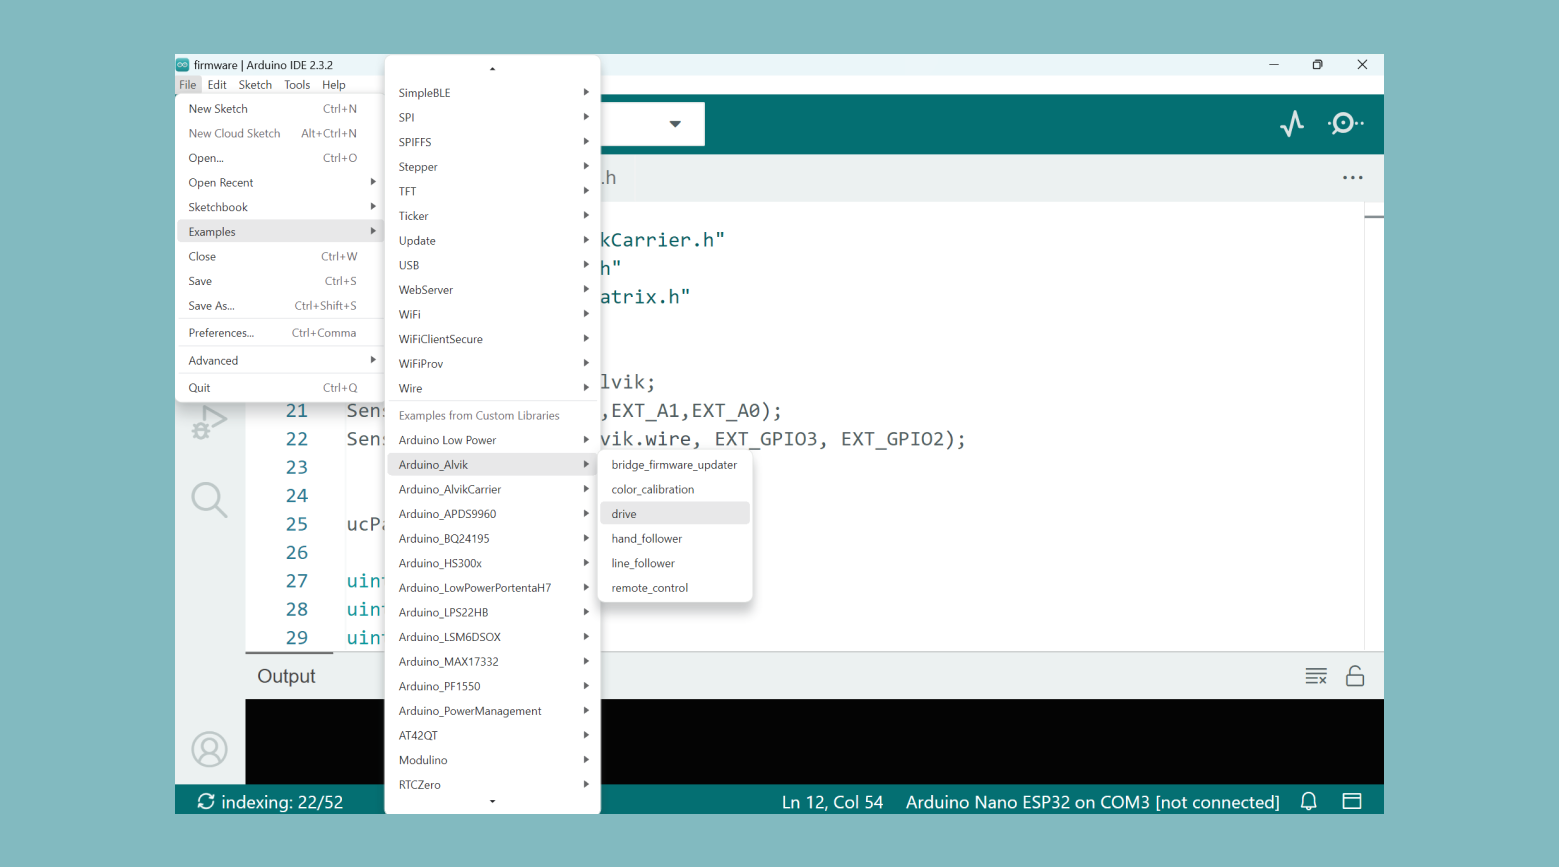 firmware | Arduino IDE 2.3.2
File Edit Sketch Tools Help
New Sketch Ctrl+N
New Cloud Sketch Alt+Ctrl+N
Open... Ctrl+O
Open Recent
Sketchbook
Examples
Close Ctrl+W
Save Ctrl+S
Save As... Ctrl+Shift+S
Preferences... Ctrl+Comma
Advanced
Quit Ctrl+Q
SimpleBLE
SPI
SPIFFS
Stepper
TFT
Ticker
Update
USB
WebServer
WiFi
WiFiClientSecure
WiFiProv
Wire
Examples from Custom Libraries
Arduino Low Power
Arduino_Alvik
Arduino_AlvikCarrier
Arduino_APDS9960
Arduino_BQ24195
Arduino_HS300x
Arduino_LowPowerPortentaH7
Arduino_LPS22HB
Arduino_LSM6DSOX
Arduino_MAX17332
Arduino_PF1550
Arduino_PowerManagement
AT42QT
Modulino
RTCZero
bridge_firmware_updater
color_calibration
drive
hand_follower
line_follower
remote_control
.h
kCarrier.h"
h"
atrix.h"
lvik;
21 Sen ,EXT_A1,EXT_A0);
22 Sen vik.wire, EXT_GPIO3, EXT_GPIO2);
23
24
25 ucPa
26
27 uin
28 uin
29 uin
Output
indexing: 22/52 Ln 12, Col 54 Arduino Nano ESP32 on COM3 [not connected]